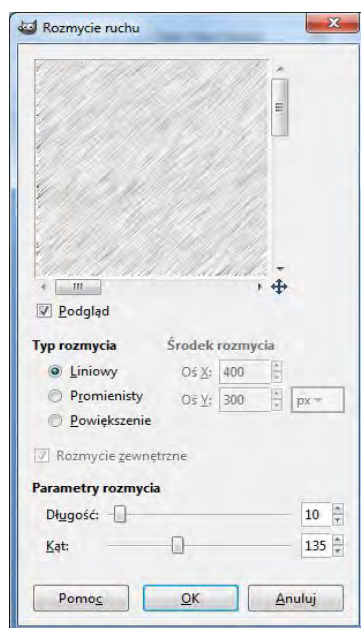 Rozmycie ruchu
Podgląd
Typ rozmycia Środek rozmycia
Liniowy Oś X: 400
Promienisty Oś Y: 300 px
Powiększenie
Rozmycie zewnętrzne
Parametry rozmycia
Długość: 10
Kąt: 135
Pomoc OK Anuluj